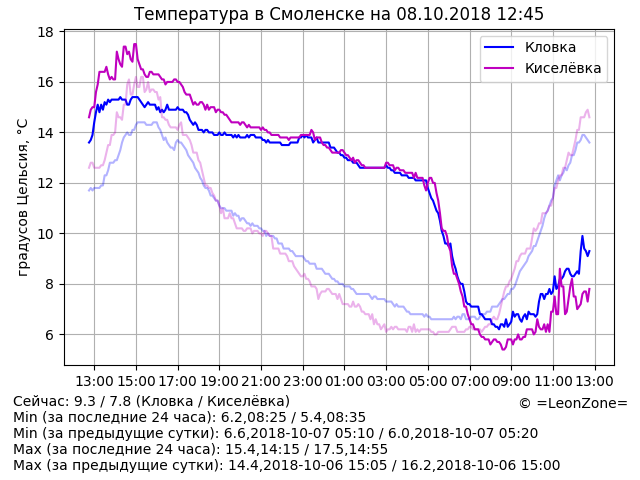 Температура в Смоленске на 08.10.2018 12:45
Кловка
Киселёвка
градусов Цельсия, °C
18
16
14
12
10
8
6
13:00 15:00 17:00 19:00 21:00 23:00 01:00 03:00 05:00 07:00 09:00 11:00 13:00
Сейчас: 9.3 / 7.8 (Кловка / Киселёвка)
© =LeonZone=
Min (за последние 24 часа): 6.2,08:25 / 5.4,08:35
Min (за предыдущие сутки): 6.6,2018-10-07 05:10 / 6.0,2018-10-07 05:20
Max (за последние 24 часа): 15.4,14:15 / 17.5,14:55
Max (за предыдущие сутки): 14.4,2018-10-06 15:05 / 16.2,2018-10-06 15:00